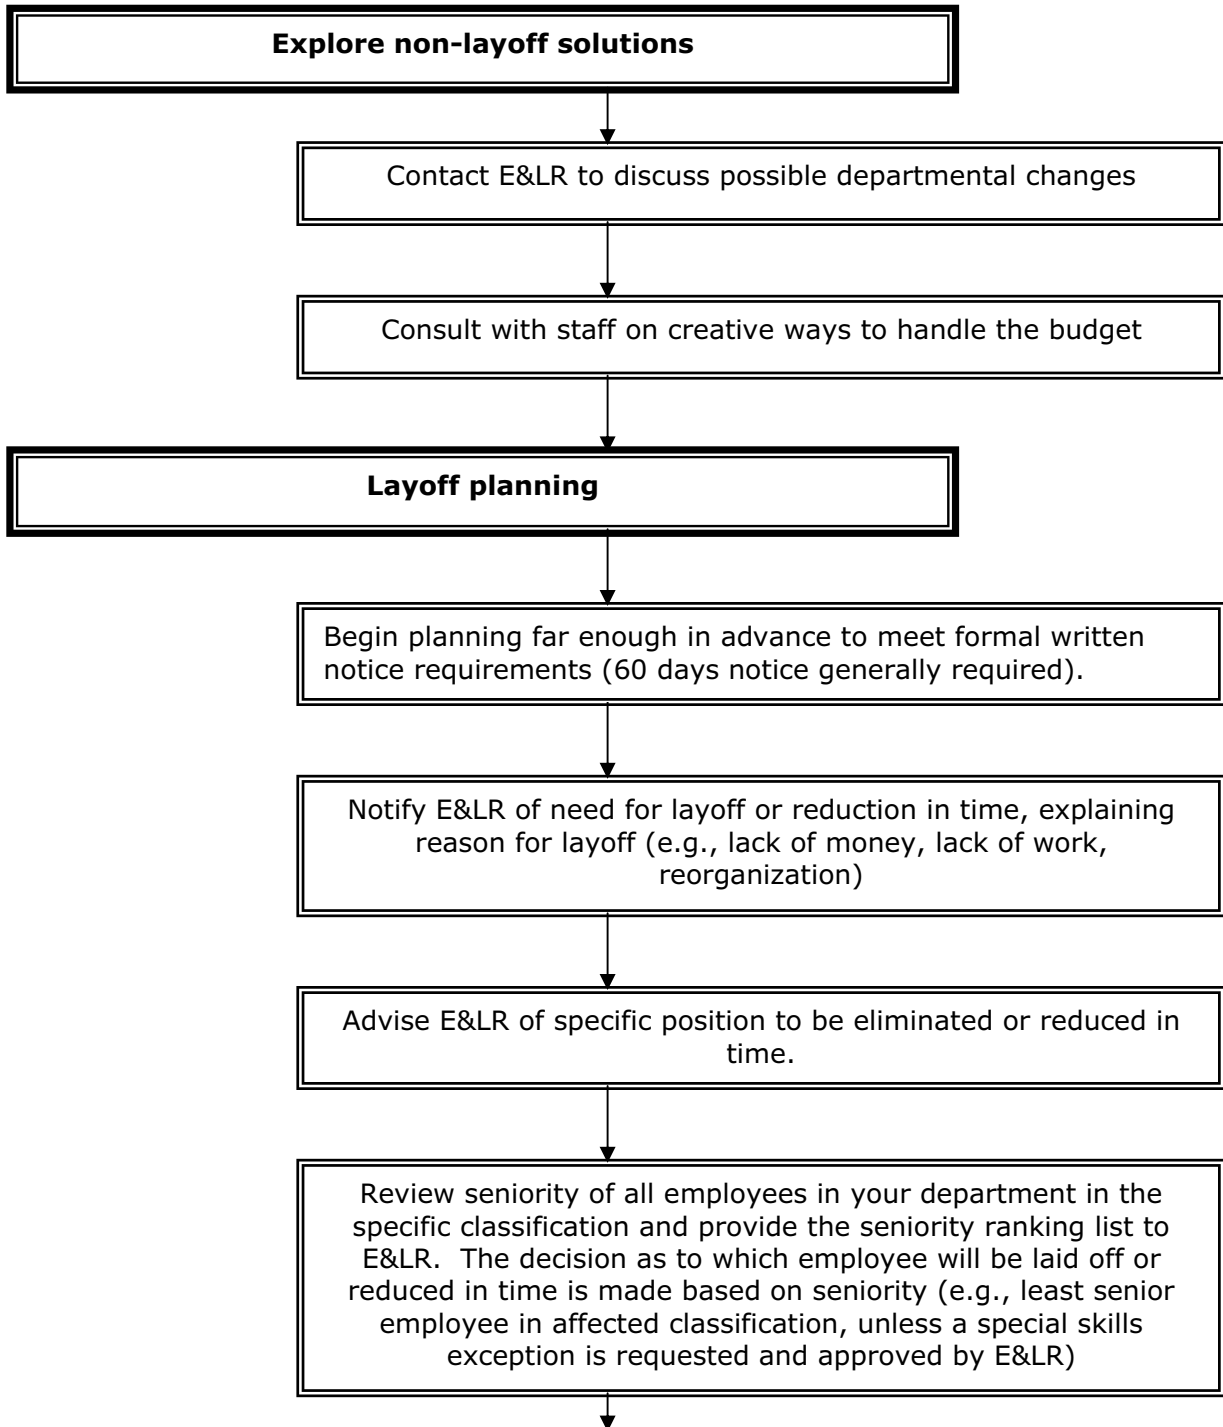 Explore non-layoff solutions
Contact E&LR to discuss possible departmental changes
Consult with staff on creative ways to handle the budget
Layoff planning
Begin planning far enough in advance to meet formal written
notice requirements (60 days notice generally required).
Notify E&LR of need for layoff or reduction in time, explaining
reason for layoff (e.g., lack of money, lack of work,
reorganization)
Advise E&LR of specific position to be eliminated or reduced in
time.
Review seniority of all employees in your department in the
specific classification and provide the seniority ranking list to
E&LR.  The decision as to which employee will be laid off or
reduced in time is made based on seniority (e.g., least senior
employee in affected classification, unless a special skills
exception is requested and approved by E&LR)